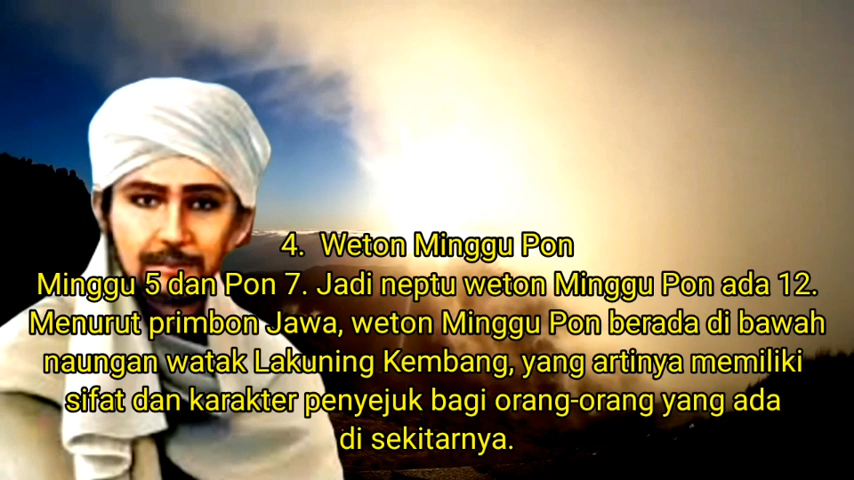 4. Weton Minggu Pon
Minggu 5 dan Pon 7. Jadi neptu weton Minggu Pon ada 12.
Menurut primbon Jawa, weton Minggu Pon berada di bawah
naungan watak Lakuning Kembang, yang artinya memiliki
sifat dan karakter penyejuk bagi orang-orang yang ada
di sekitarnya.